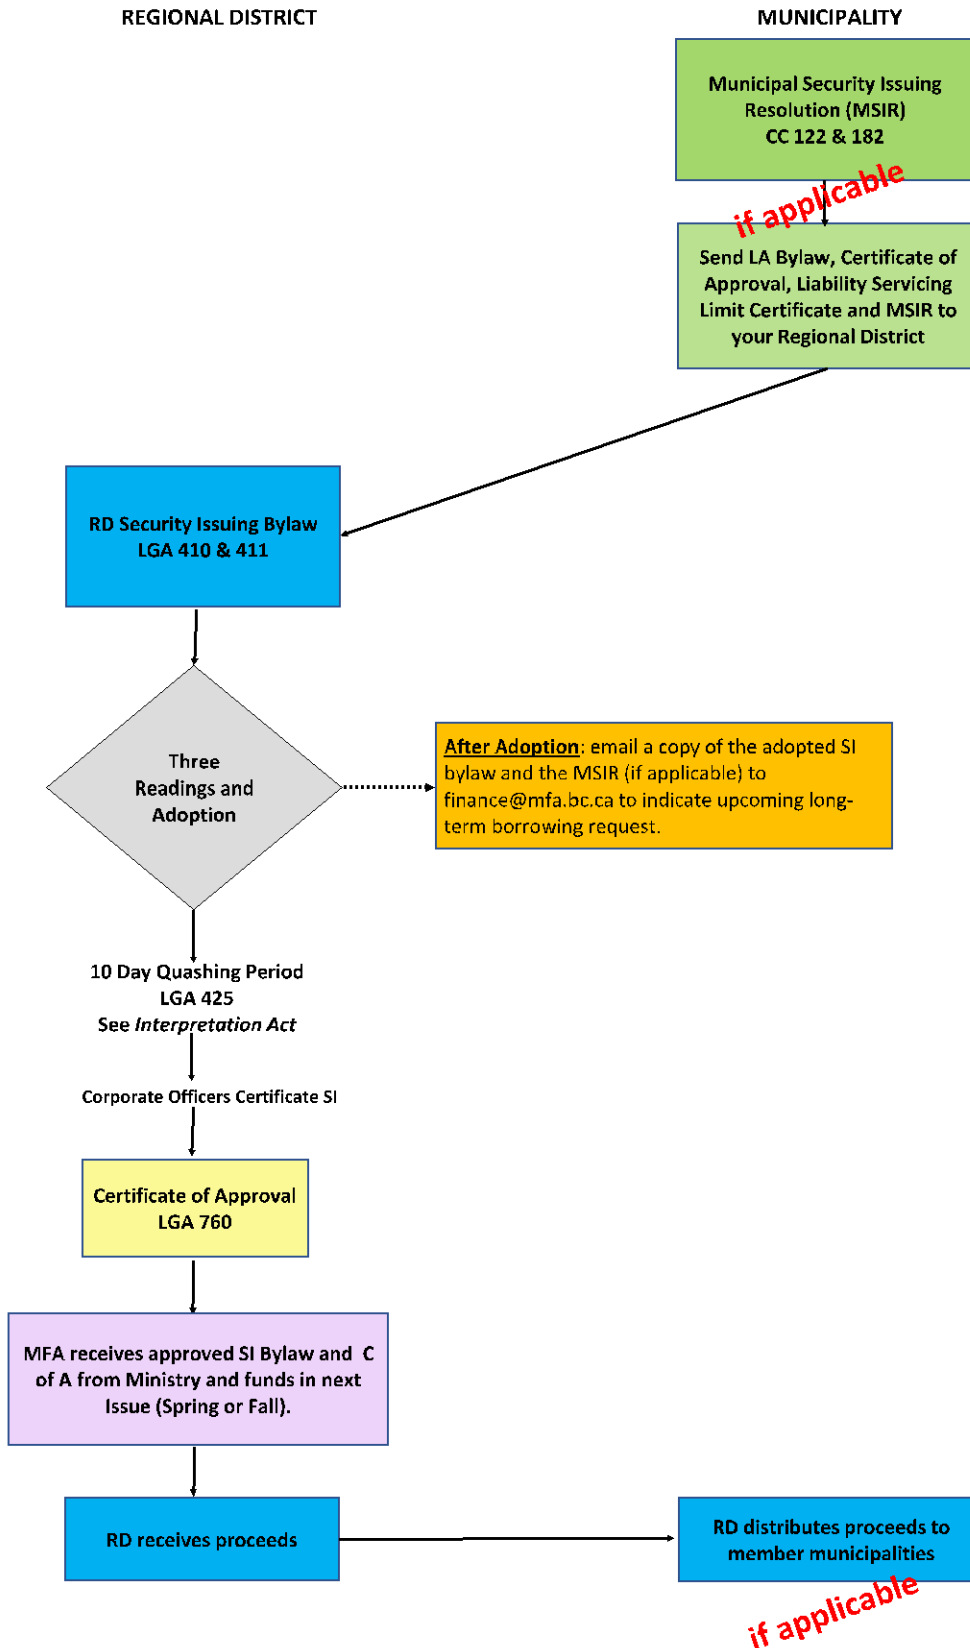 REGIONAL DISTRICT
MUNICIPALITY
Municipal Security Issuing
Resolution (MSIR)
CC 122 & 182
if applicable
Send LA Bylaw, Certificate of
Approval, Liability Servicing
Limit Certificate and MSIR to
your Regional District
RD Security Issuing Bylaw
LGA 410 & 411
Three
Readings and
Adoption
After Adoption: email a copy of the adopted SI
bylaw and the MSIR (if applicable) to
finance@mfa.bc.ca to indicate upcoming long-
term borrowing request.
10 Day Quashing Period
LGA 425
See Interpretation Act
Corporate Officers Certificate SI
Certificate of Approval
LGA 760
MFA receives approved SI Bylaw and C
of A from Ministry and funds in next
Issue (Spring or Fall).
RD receives proceeds
RD distributes proceeds to
member municipalities
if applicable